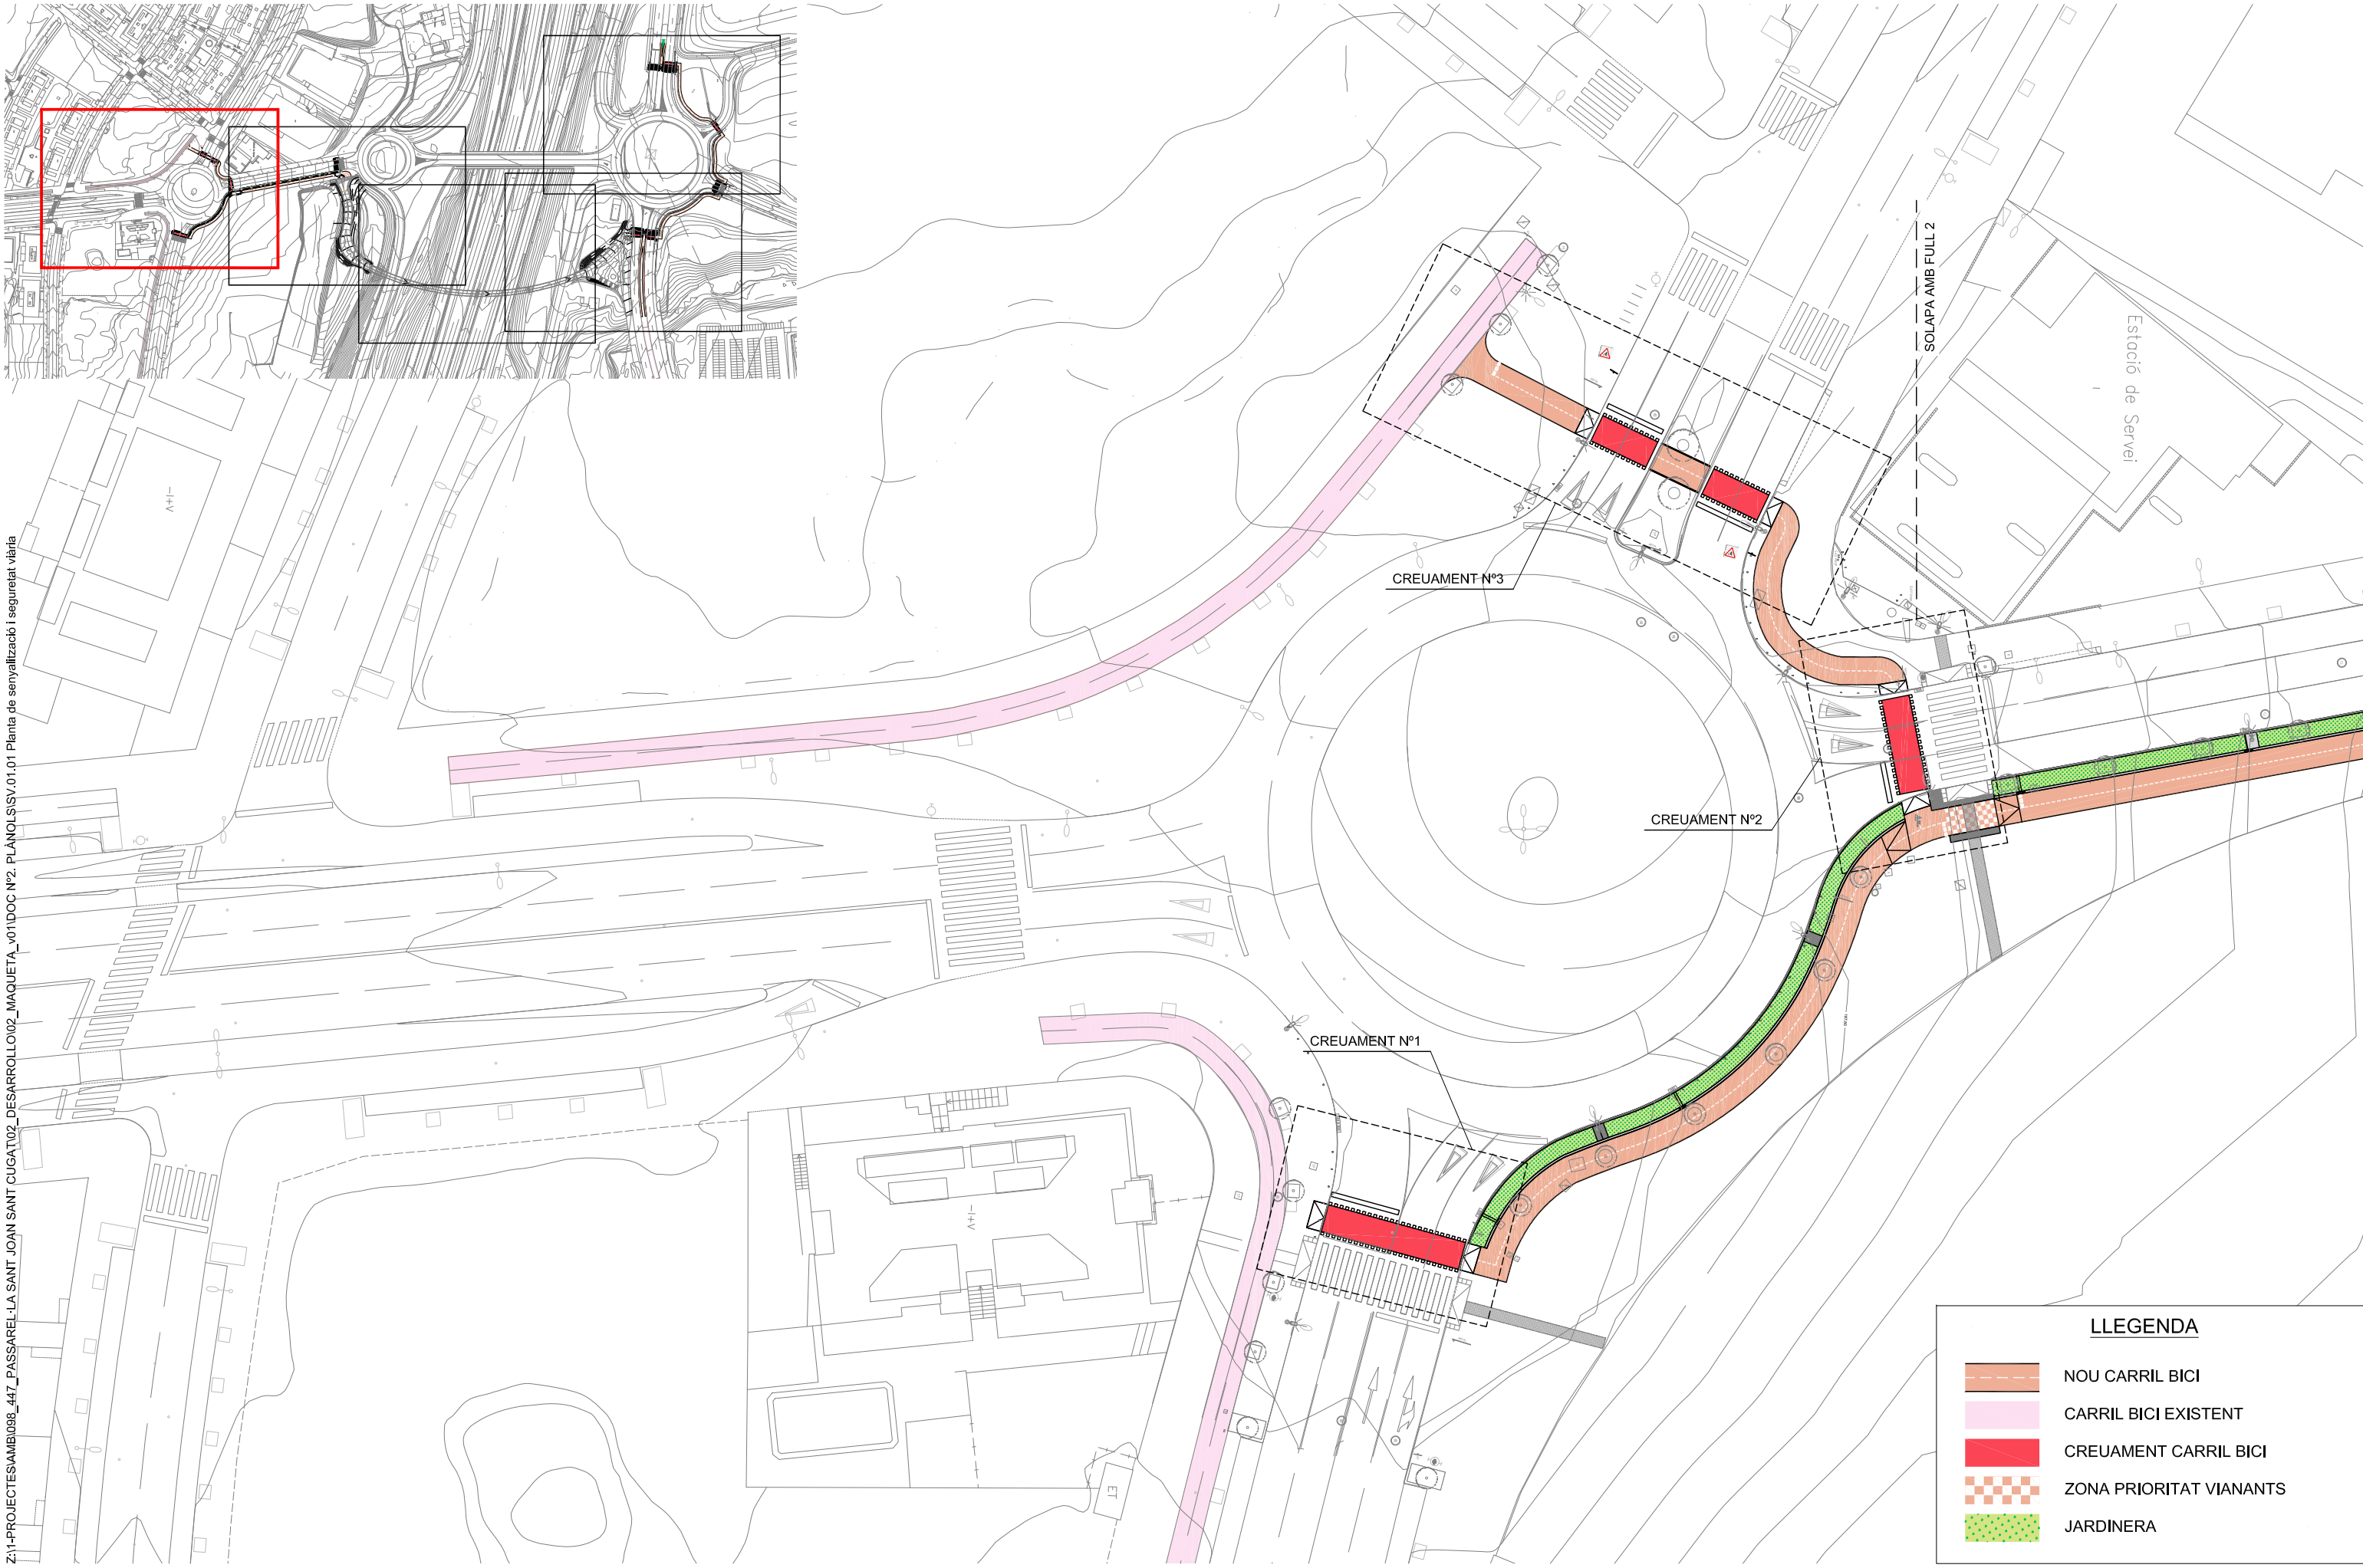 Z:\1-PROJECTES\AMB\098_447_PASSAREL·LA SANT JOAN SANT CUGAT\02_DESARROLLO\02_MAQUETA_v01\DOC Nº2. PLÀNOLS\SV.01.01 Planta de senyalització i seguretat viària
SOLAPA AMB FULL 2
Estació de Servei
I
-I+V
CREUAMENT Nº3
CREUAMENT Nº2
CREUAMENT Nº1
-I+V
ET
LLEGENDA
NOU CARRIL BICI
CARRIL BICI EXISTENT
CREUAMENT CARRIL BICI
ZONA PRIORITAT VIANANTS
JARDINERA